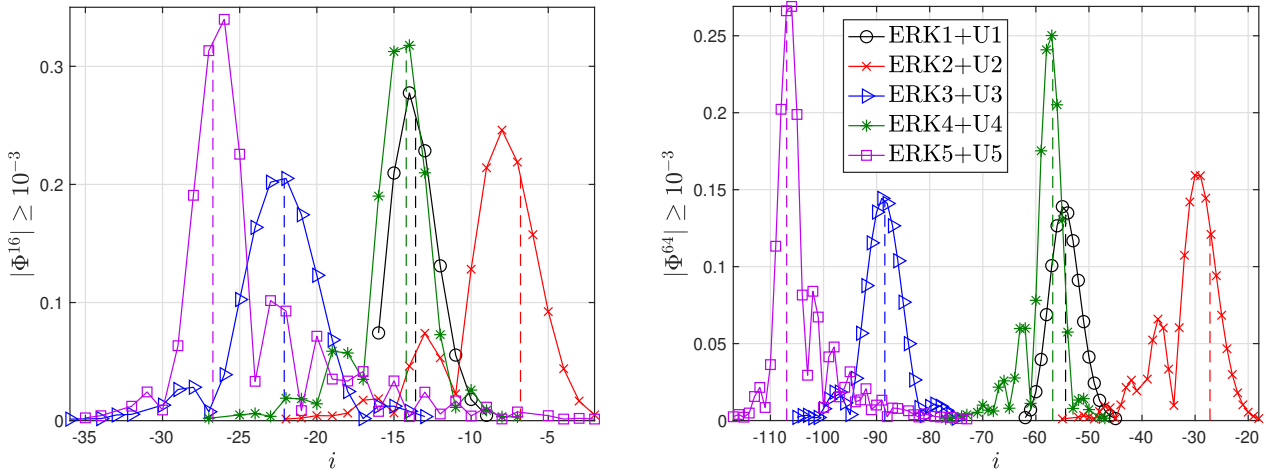 |Φ^16| ≥ 10^−3
0.3
0.2
0.1
0
-35 -30 -25 -20 -15 -10 -5
i
|Φ^64| ≥ 10^−3
0.25
0.2
0.15
0.1
0.05
0
-110 -100 -90 -80 -70 -60 -50 -40 -30 -20
i
ERK1+U1
ERK2+U2
ERK3+U3
ERK4+U4
ERK5+U5